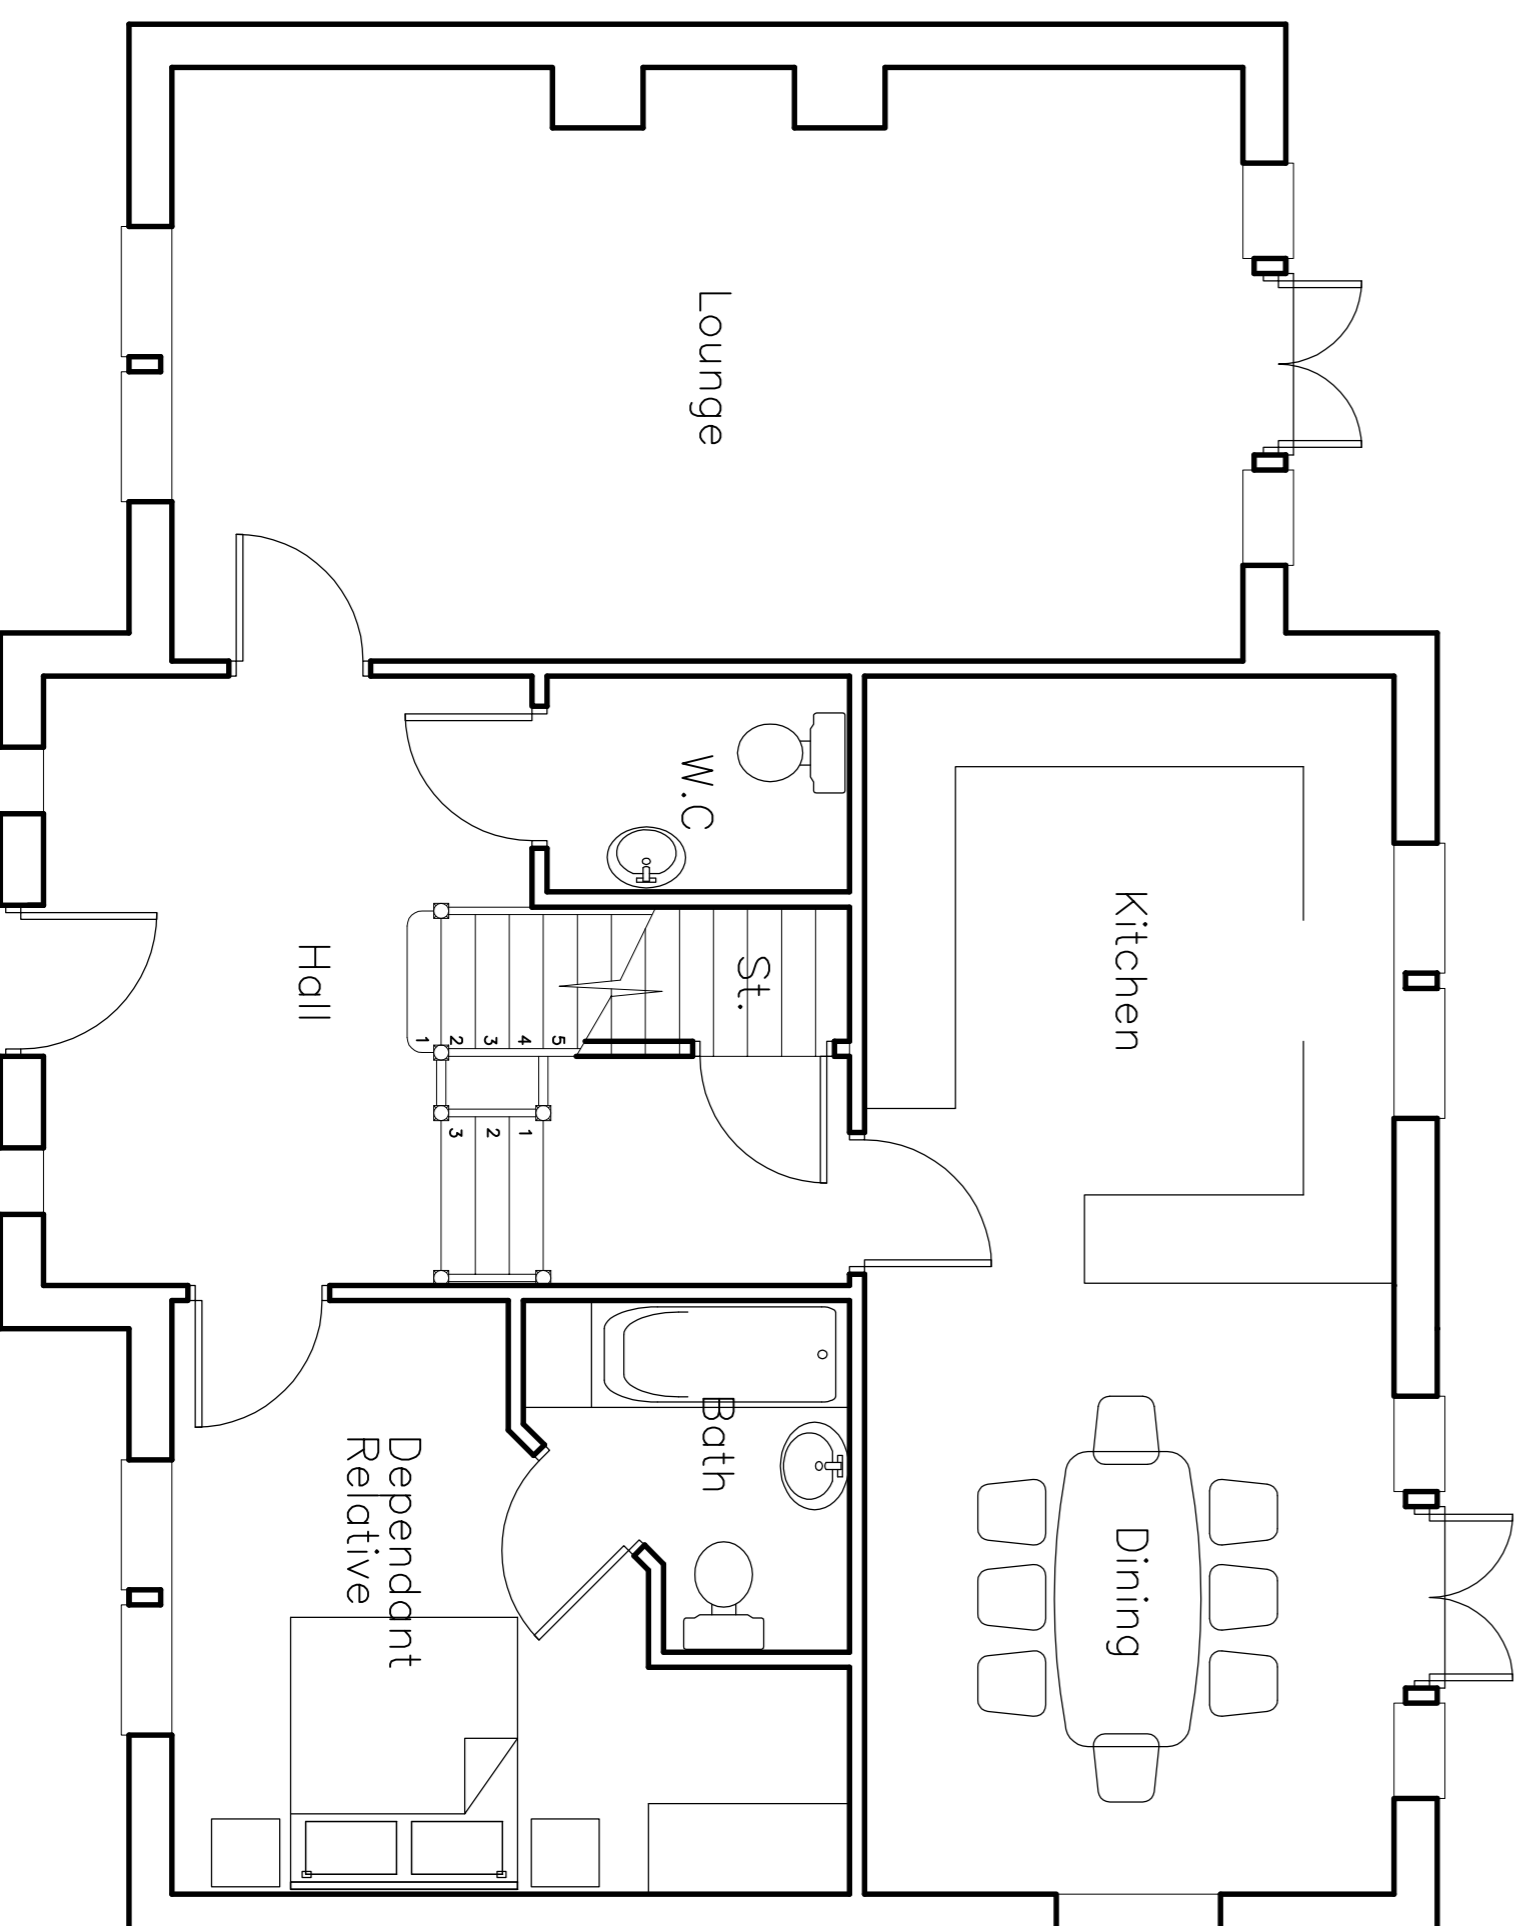 Lounge
W.C
Kitchen
St.
Hall
1 2 3 4 5
3 2 1
Bath
Dependant
Relative
Dining